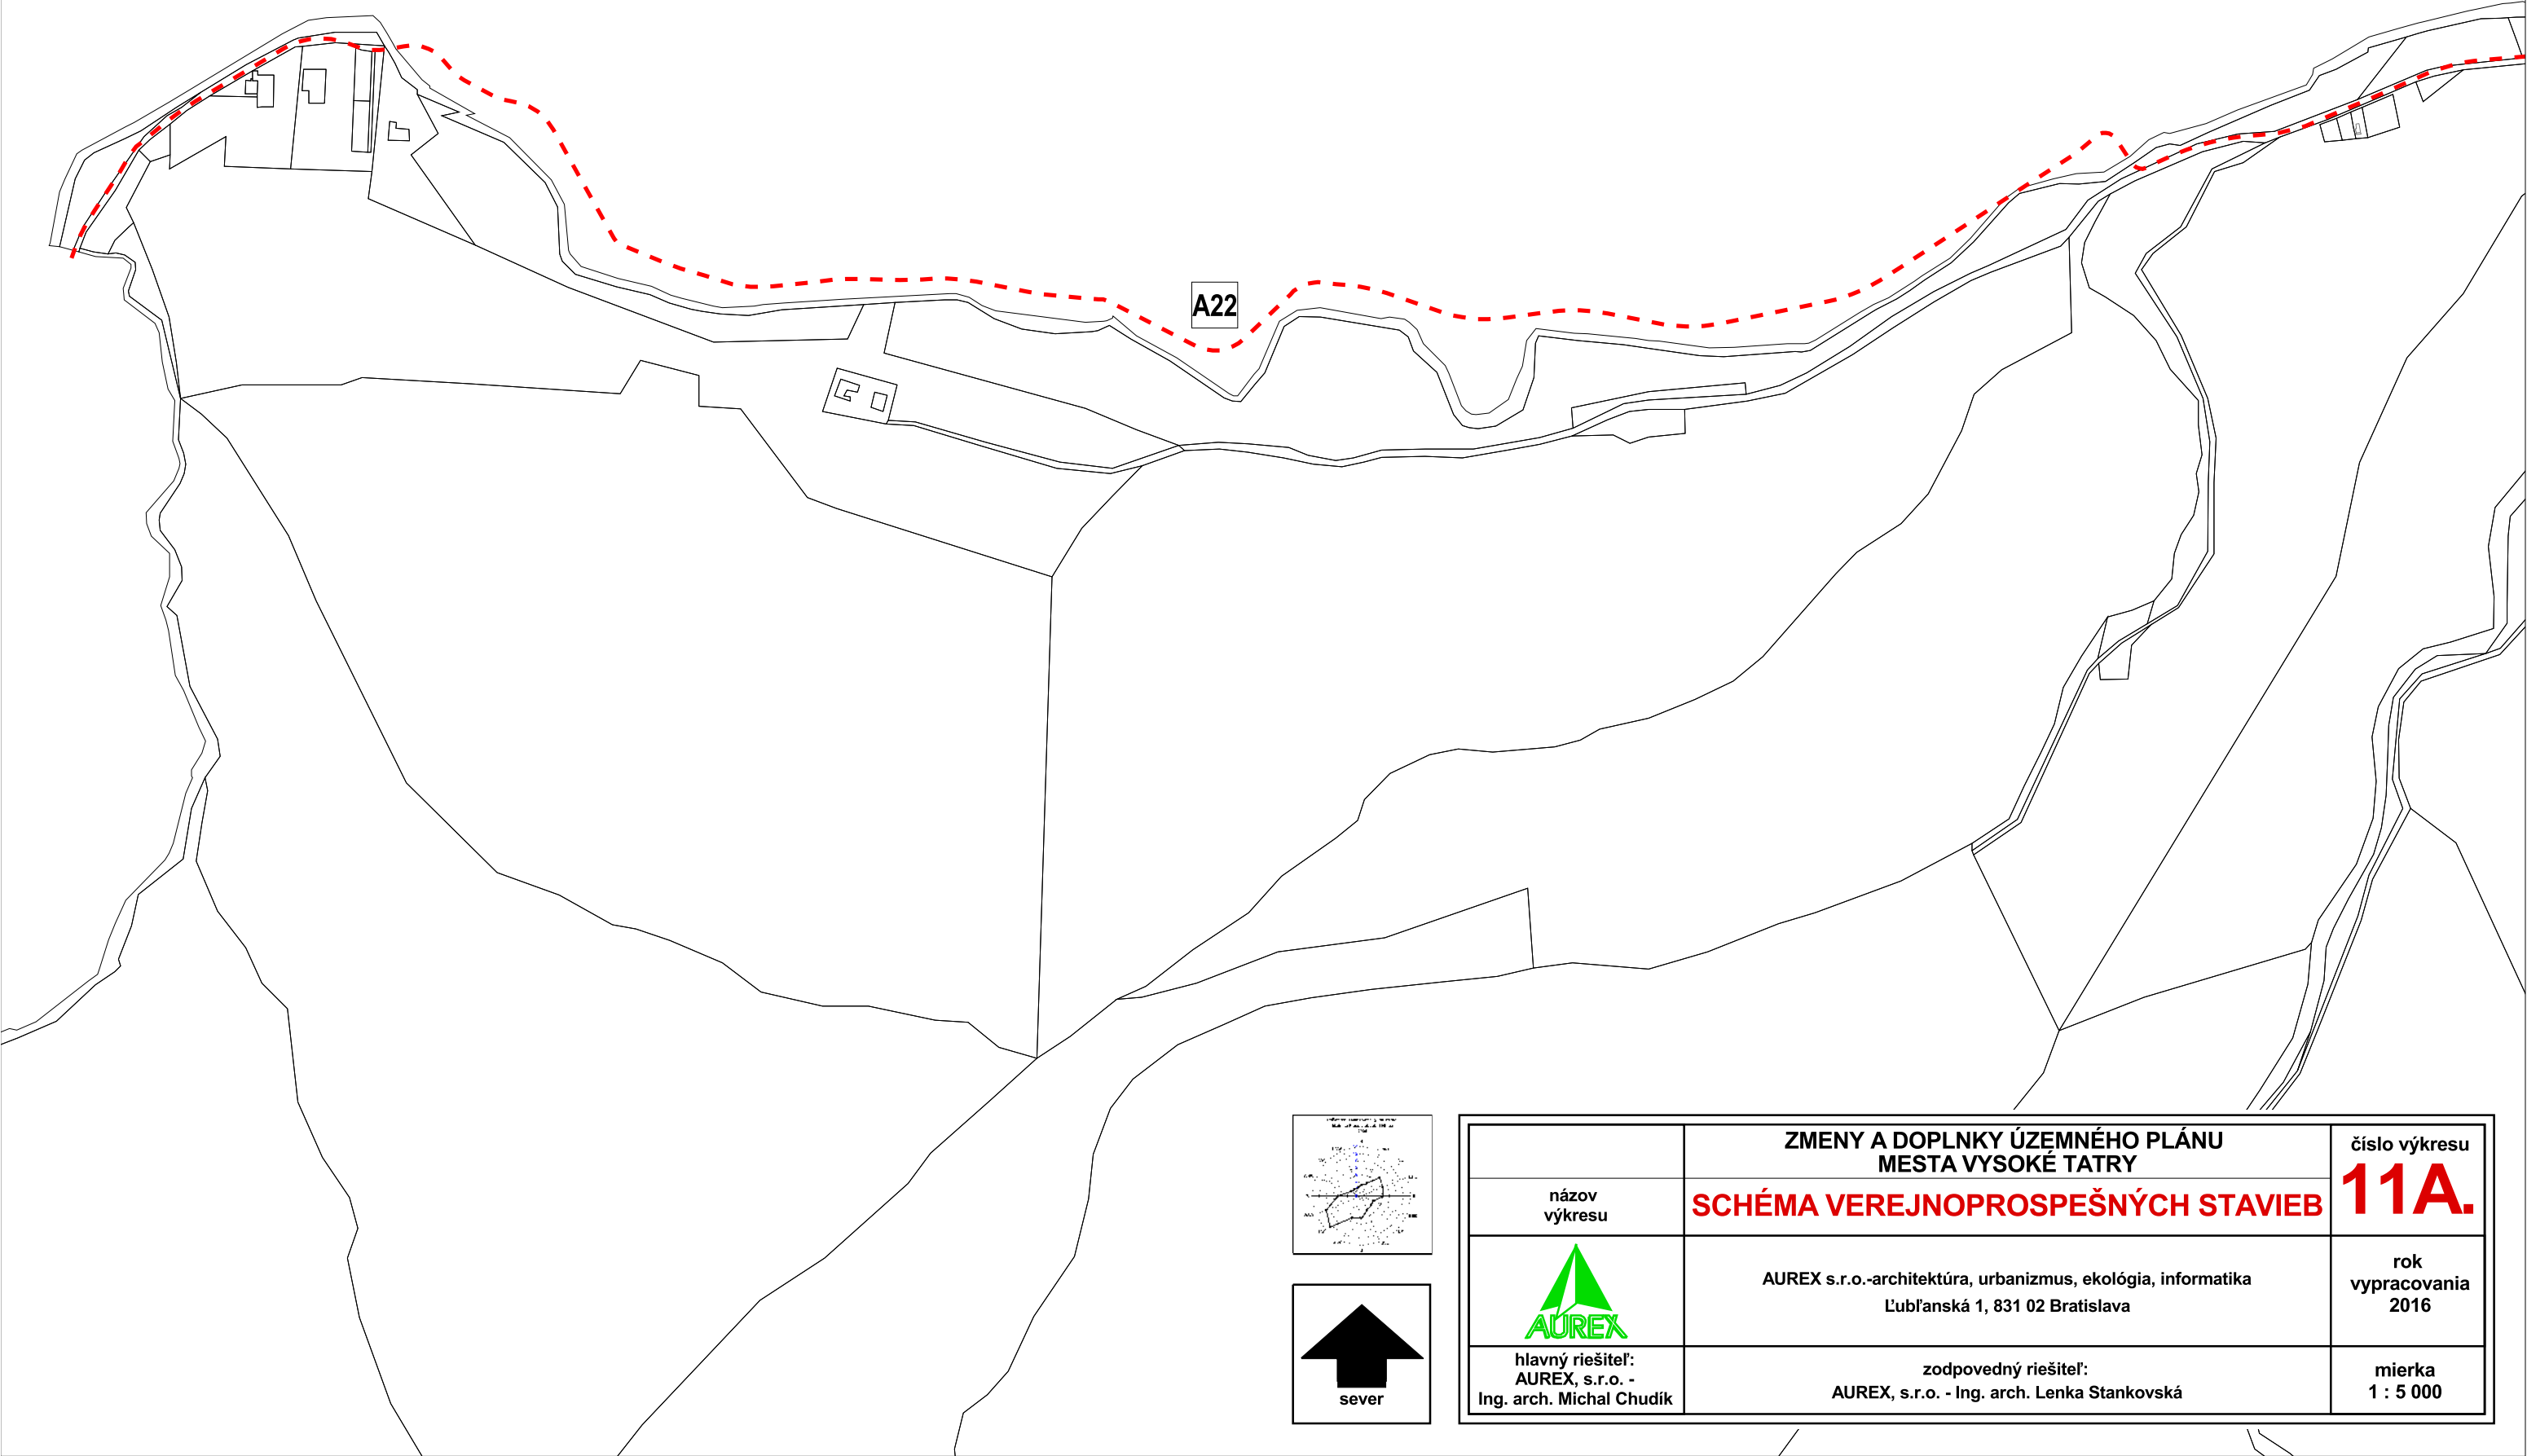 A22
ZMENY A DOPLNKY ÚZEMNÉHO PLÁNU
MESTA VYSOKÉ TATRY
číslo výkresu
11A.
názov
výkresu
SCHÉMA VEREJNOPROSPEŠNÝCH STAVIEB
AUREX
AUREX s.r.o.-architektúra, urbanizmus, ekológia, informatika
Ľubľanská 1, 831 02 Bratislava
rok
vypracovania
2016
hlavný riešiteľ:
AUREX, s.r.o. -
Ing. arch. Michal Chudík
zodpovedný riešiteľ:
AUREX, s.r.o. - Ing. arch. Lenka Stankovská
mierka
1 : 5 000
sever